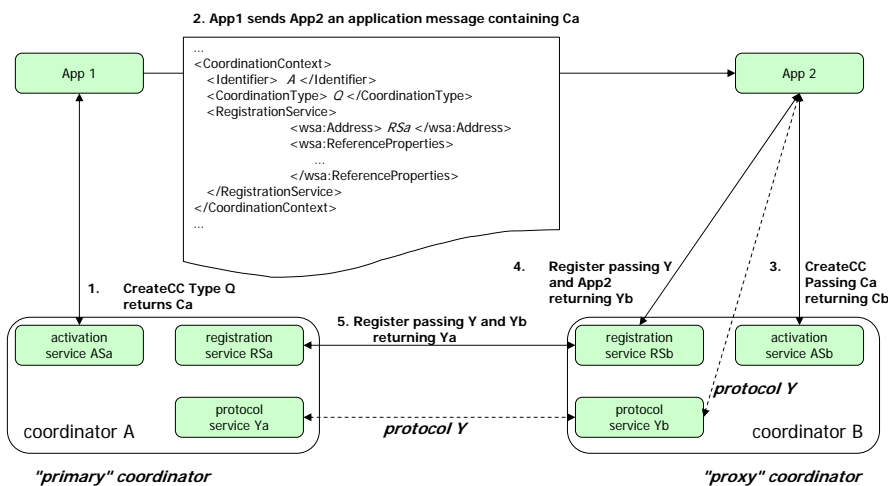 2. App1 sends App2 an application message containing Ca
App 1
...
<CoordinationContext>
<Identifier> A </Identifier>
<CoordinationType> Q </CoordinationType>
<RegistrationService>
<wsa:Address> RSa </wsa:Address>
<wsa:ReferenceProperties>
...
</wsa:ReferenceProperties>
</RegistrationService>
</CoordinationContext>
...
App 2
1. CreateCC Type Q
returns Ca
4. Register passing Y
and App2
returning Yb
3. CreateCC
Passing Ca
returning Cb
5. Register passing Y and Yb
returning Ya
activation
service ASa
registration
service RSa
protocol
service Ya
coordinator A
protocol Y
registration
service RSb
activation
service ASb
protocol Y
protocol
service Yb
coordinator B
"primary" coordinator
"proxy" coordinator